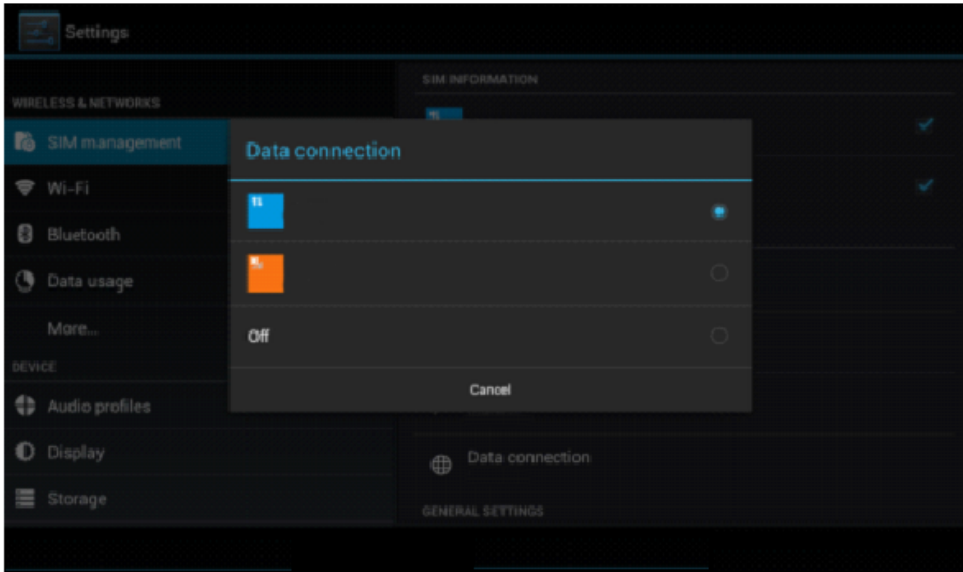 Settings
WIRELESS & NETWORKS
SIM management
Wi-Fi
Bluetooth
Data usage
More...
DEVICE
Audio profiles
Display
Storage
SIM INFORMATION
Data connection
Off
Cancel
Data connection
GENERAL SETTINGS